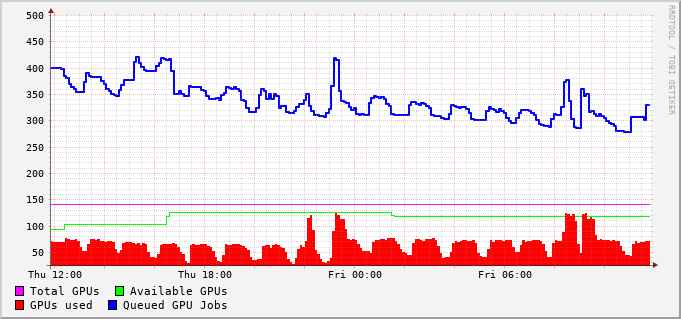 500
450
400
350
300
250
200
150
100
50
Thu 12:00 Thu 18:00 Fri 00:00 Fri 06:00
Total GPUs Available GPUs
GPUs used Queued GPU Jobs
RRDTOOL / TOBI OETIKER